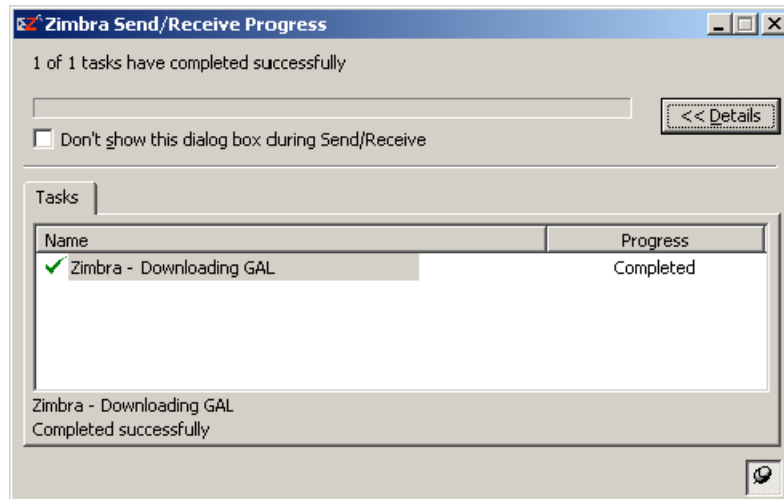 Zimbra Send/Receive Progress
1 of 1 tasks have completed successfully
<< Details
Don't show this dialog box during Send/Receive
Tasks
Name Progress
Zimbra - Downloading GAL Completed
Zimbra - Downloading GAL
Completed successfully